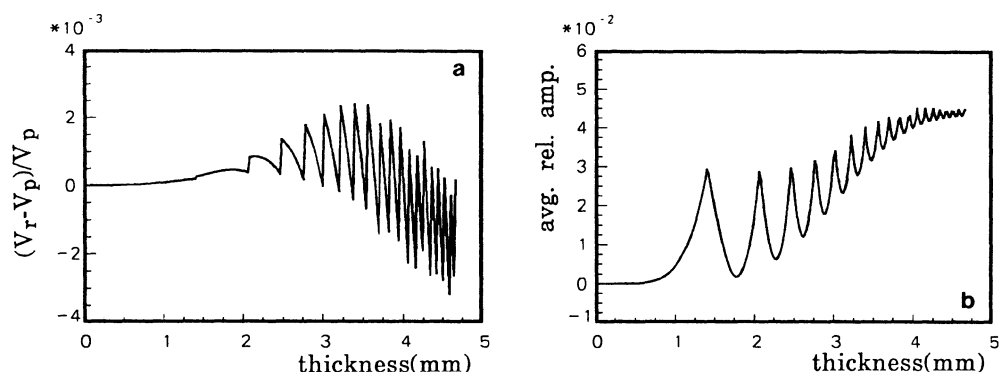 *10⁻³
4
2
0
-2
-4
(Vᵣ-Vₚ)/Vₚ
a
0 1 2 3 4 5
thickness(mm)
*10⁻²
6
5
4
3
2
1
0
-1
avg. rel. amp.
b
0 1 2 3 4 5
thickness(mm)